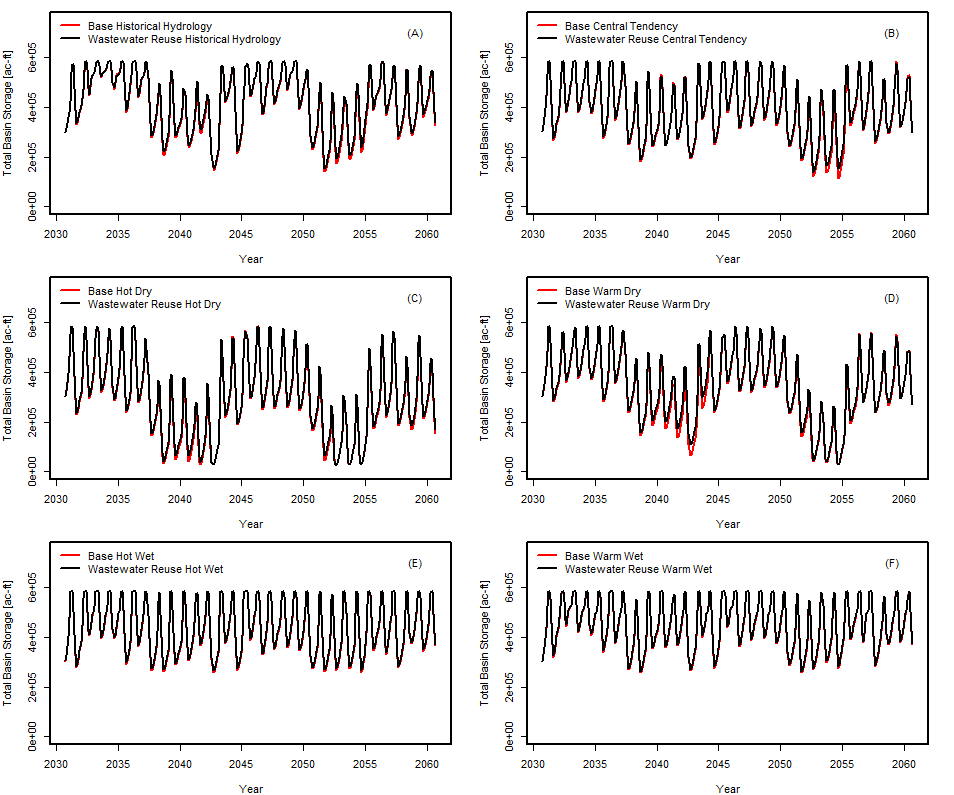 Base Historical Hydrology
Wastewater Reuse Historical Hydrology
(A)
Total Basin Storage [ac-ft]
0e+00 2e+05 4e+05 6e+05
2030 2035 2040 2045 2050 2055 2060
Year
Base Central Tendency
Wastewater Reuse Central Tendency
(B)
Total Basin Storage [ac-ft]
0e+00 2e+05 4e+05 6e+05
2030 2035 2040 2045 2050 2055 2060
Year
Base Hot Dry
Wastewater Reuse Hot Dry
(C)
Total Basin Storage [ac-ft]
0e+00 2e+05 4e+05 6e+05
2030 2035 2040 2045 2050 2055 2060
Year
Base Warm Dry
Wastewater Reuse Warm Dry
(D)
Total Basin Storage [ac-ft]
0e+00 2e+05 4e+05 6e+05
2030 2035 2040 2045 2050 2055 2060
Year
Base Hot Wet
Wastewater Reuse Hot Wet
(E)
Total Basin Storage [ac-ft]
0e+00 2e+05 4e+05 6e+05
2030 2035 2040 2045 2050 2055 2060
Year
Base Warm Wet
Wastewater Reuse Warm Wet
(F)
Total Basin Storage [ac-ft]
0e+00 2e+05 4e+05 6e+05
2030 2035 2040 2045 2050 2055 2060
Year